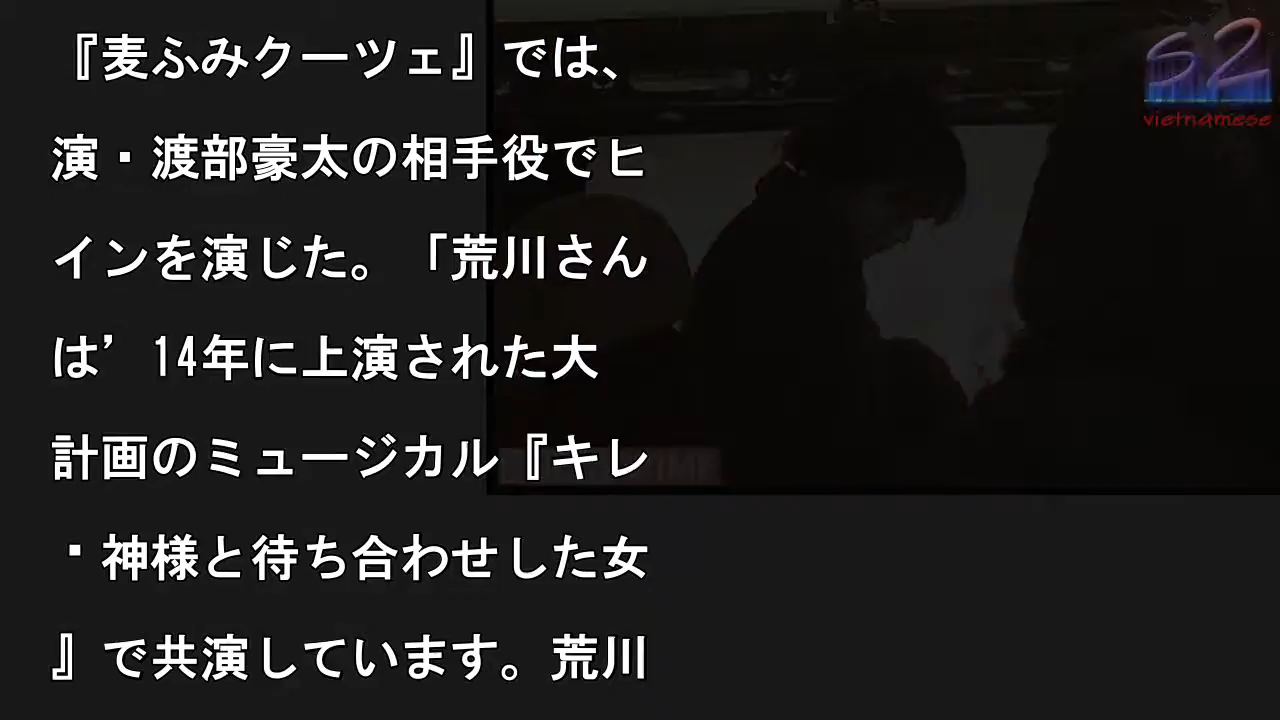 『麦ふみクーツェ』では、
演・渡部豪太の相手役でヒ
インを演じた。「荒川さん
は’14年に上演された大
計画のミュージカル『キレ
・神様と待ち合わせした女
』で共演しています。荒川
S2
vietnamese